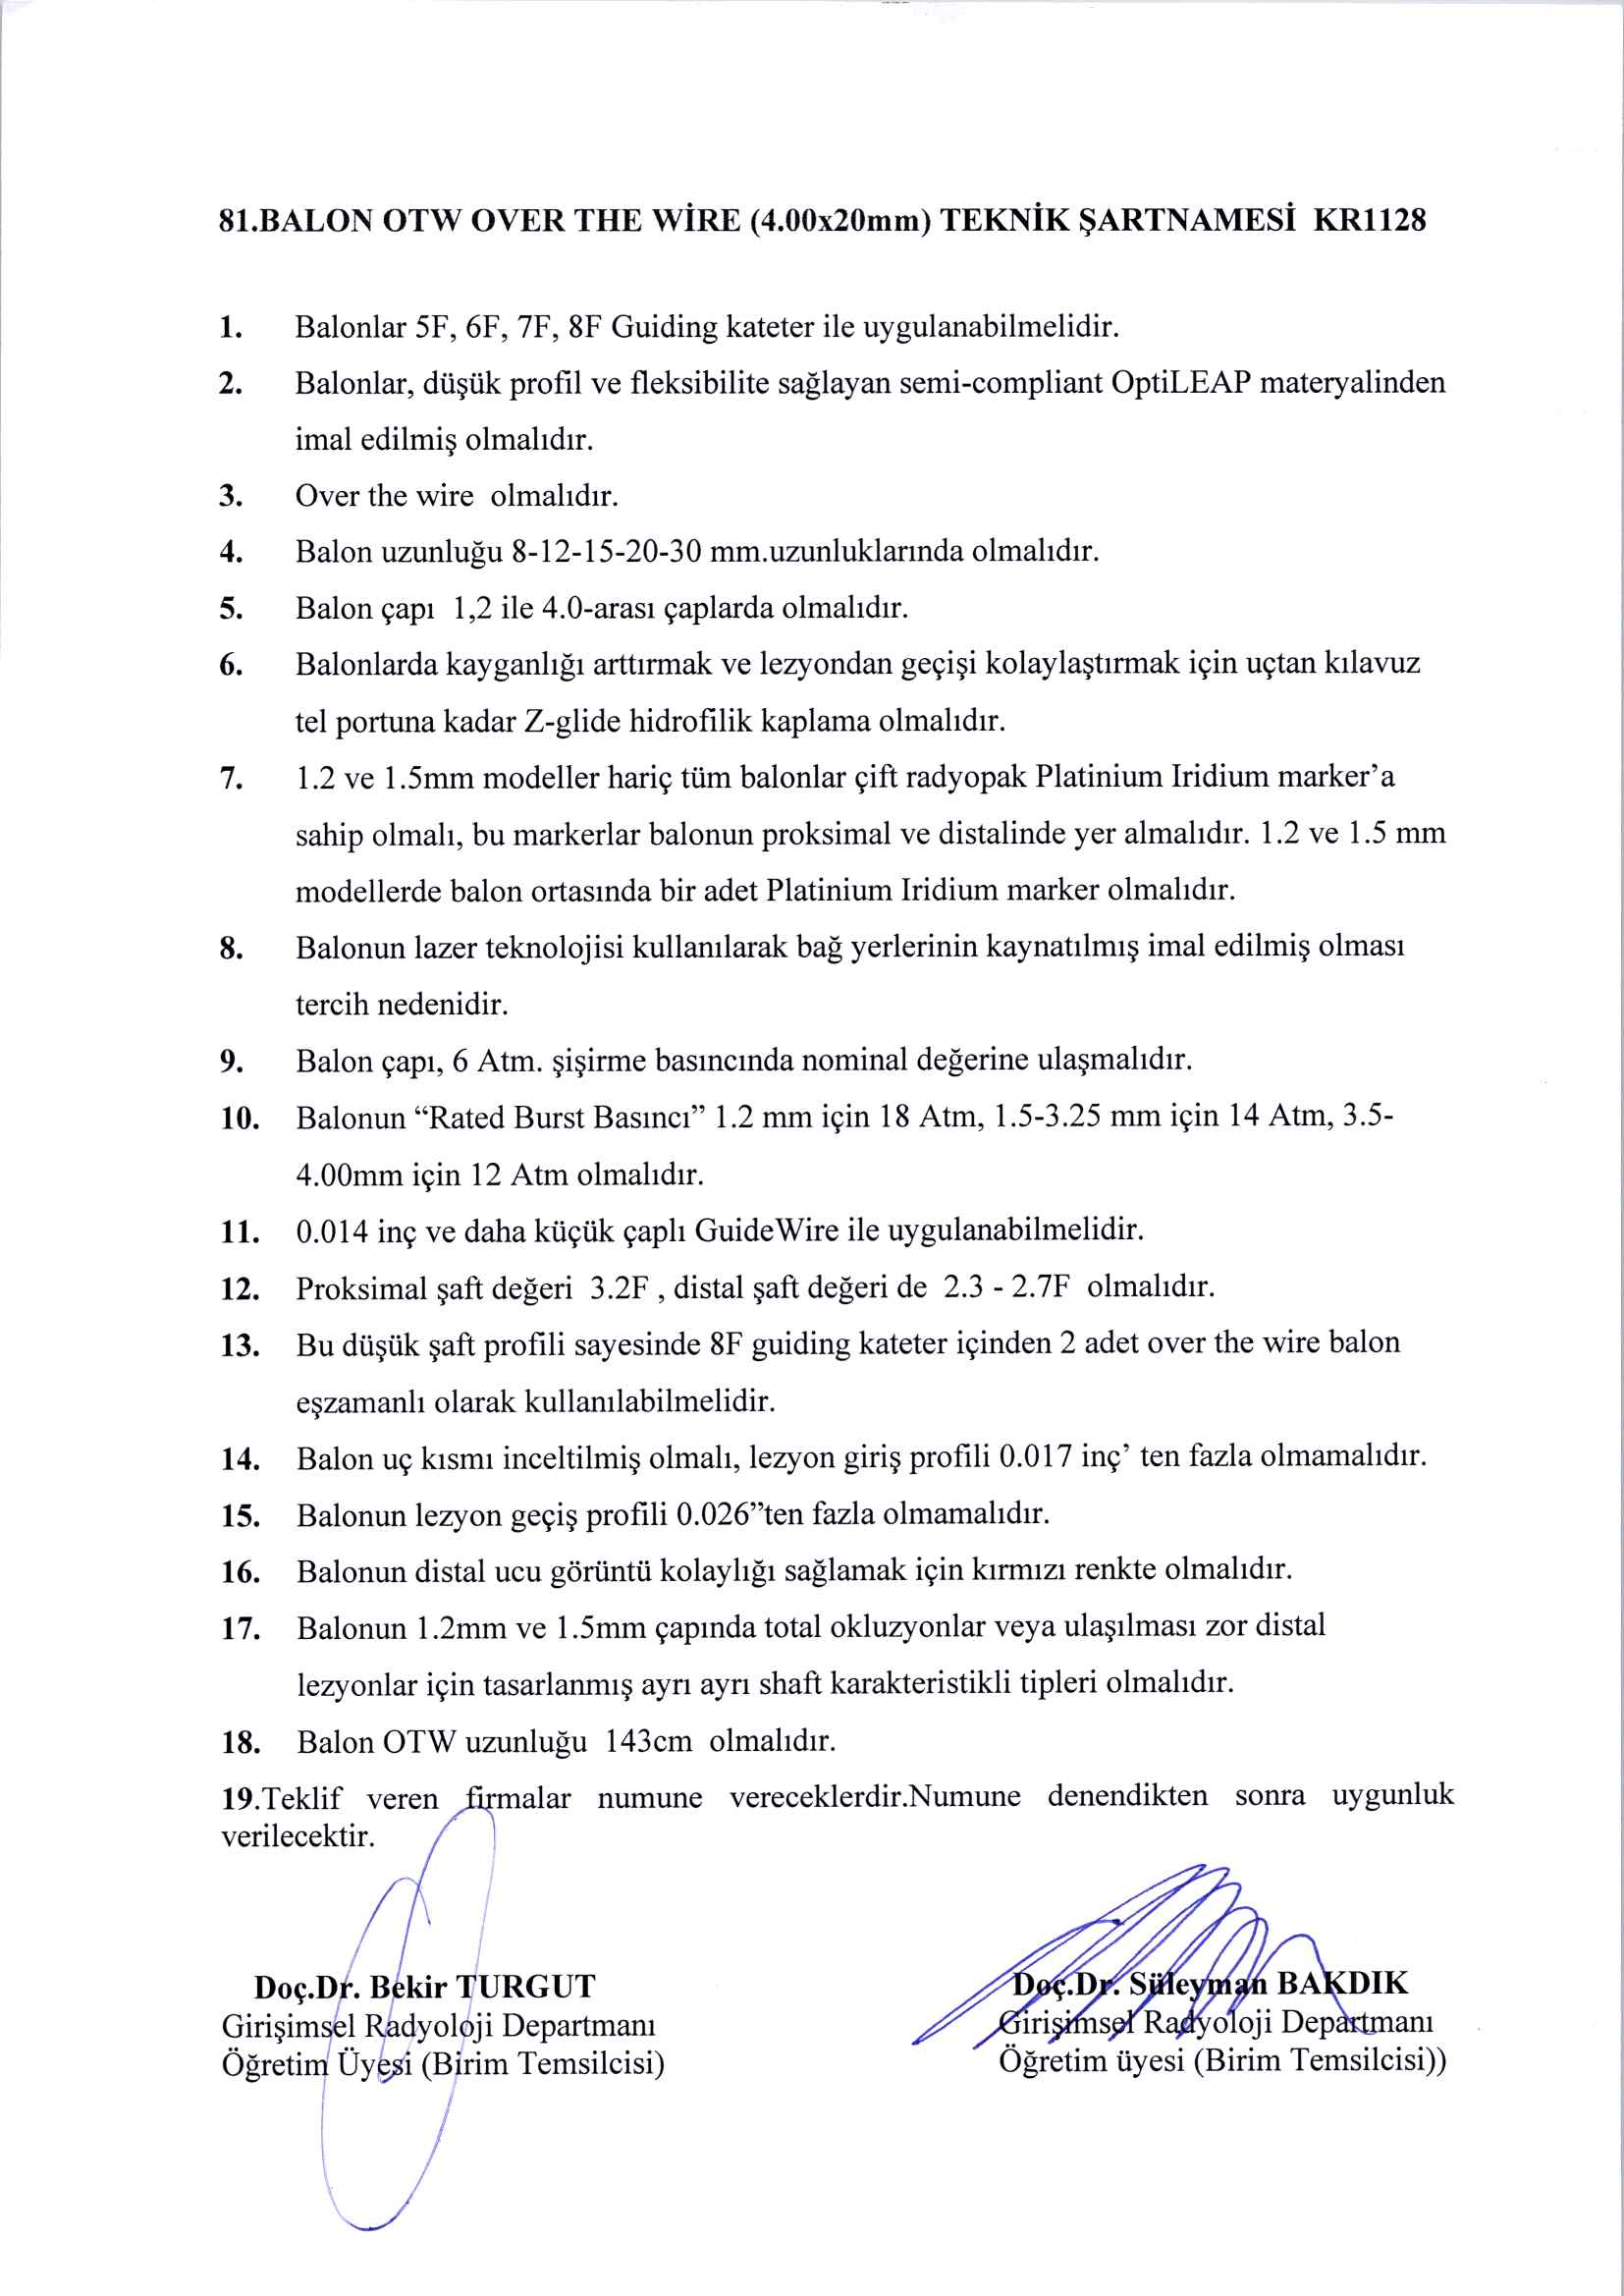 81.BALON OTW OVER THE WİRE (4.00x20mm) TEKNİK ŞARTNAMESİ KR1128
1. Balonlar 5F, 6F, 7F, 8F Guiding kateter ile uygulanabilmelidir.
2. Balonlar, düşük profil ve fleksibilite sağlayan semi-compliant OptiLEAP materyalinden
imal edilmiş olmalıdır.
3. Over the wire olmalıdır.
4. Balon uzunluğu 8-12-15-20-30 mm.uzunluklarında olmalıdır.
5. Balon çapı 1,2 ile 4.0-arası çaplarda olmalıdır.
6. Balonlarda kayganlığı arttırmak ve lezyondan geçişi kolaylaştırmak için uçtan kılavuz
tel portuna kadar Z-glide hidrofilik kaplama olmalıdır.
7. 1.2 ve 1.5mm modeller hariç tüm balonlar çift radyopak Platinium Iridium marker’a
sahip olmalı, bu markerlar balonun proksimal ve distalinde yer almalıdır. 1.2 ve 1.5 mm
modellerde balon ortasında bir adet Platinium Iridium marker olmalıdır.
8. Balonun lazer teknolojisi kullanılarak bağ yerlerinin kaynatılmış imal edilmiş olması
tercih nedenidir.
9. Balon çapı, 6 Atm. şişirme basıncında nominal değerine ulaşmalıdır.
10. Balonun “Rated Burst Basıncı” 1.2 mm için 18 Atm, 1.5-3.25 mm için 14 Atm, 3.5-
4.00mm için 12 Atm olmalıdır.
11. 0.014 inç ve daha küçük çaplı GuideWire ile uygulanabilmelidir.
12. Proksimal şaft değeri 3.2F , distal şaft değeri de 2.3 - 2.7F olmalıdır.
13. Bu düşük şaft profili sayesinde 8F guiding kateter içinden 2 adet over the wire balon
eşzamanlı olarak kullanılabilmelidir.
14. Balon uç kısmı inceltilmiş olmalı, lezyon giriş profili 0.017 inç’ ten fazla olmamalıdır.
15. Balonun lezyon geçiş profili 0.026”ten fazla olmamalıdır.
16. Balonun distal ucu görüntü kolaylığı sağlamak için kırmızı renkte olmalıdır.
17. Balonun 1.2mm ve 1.5mm çapında total okluzyonlar veya ulaşılması zor distal
lezyonlar için tasarlanmış ayrı ayrı shaft karakteristikli tipleri olmalıdır.
18. Balon OTW uzunluğu 143cm olmalıdır.
19.Teklif veren firmalar numune vereceklerdir.Numune denendikten sonra uygunluk
verilecektir.
Doç.Dr. Bekir TURGUT
Girişimsel Radyoloji Departmanı
Öğretim Üyesi (Birim Temsilcisi)
Doç.Dr. Süleyman BAKDIK
Girişimsel Radyoloji Departmanı
Öğretim üyesi (Birim Temsilcisi))